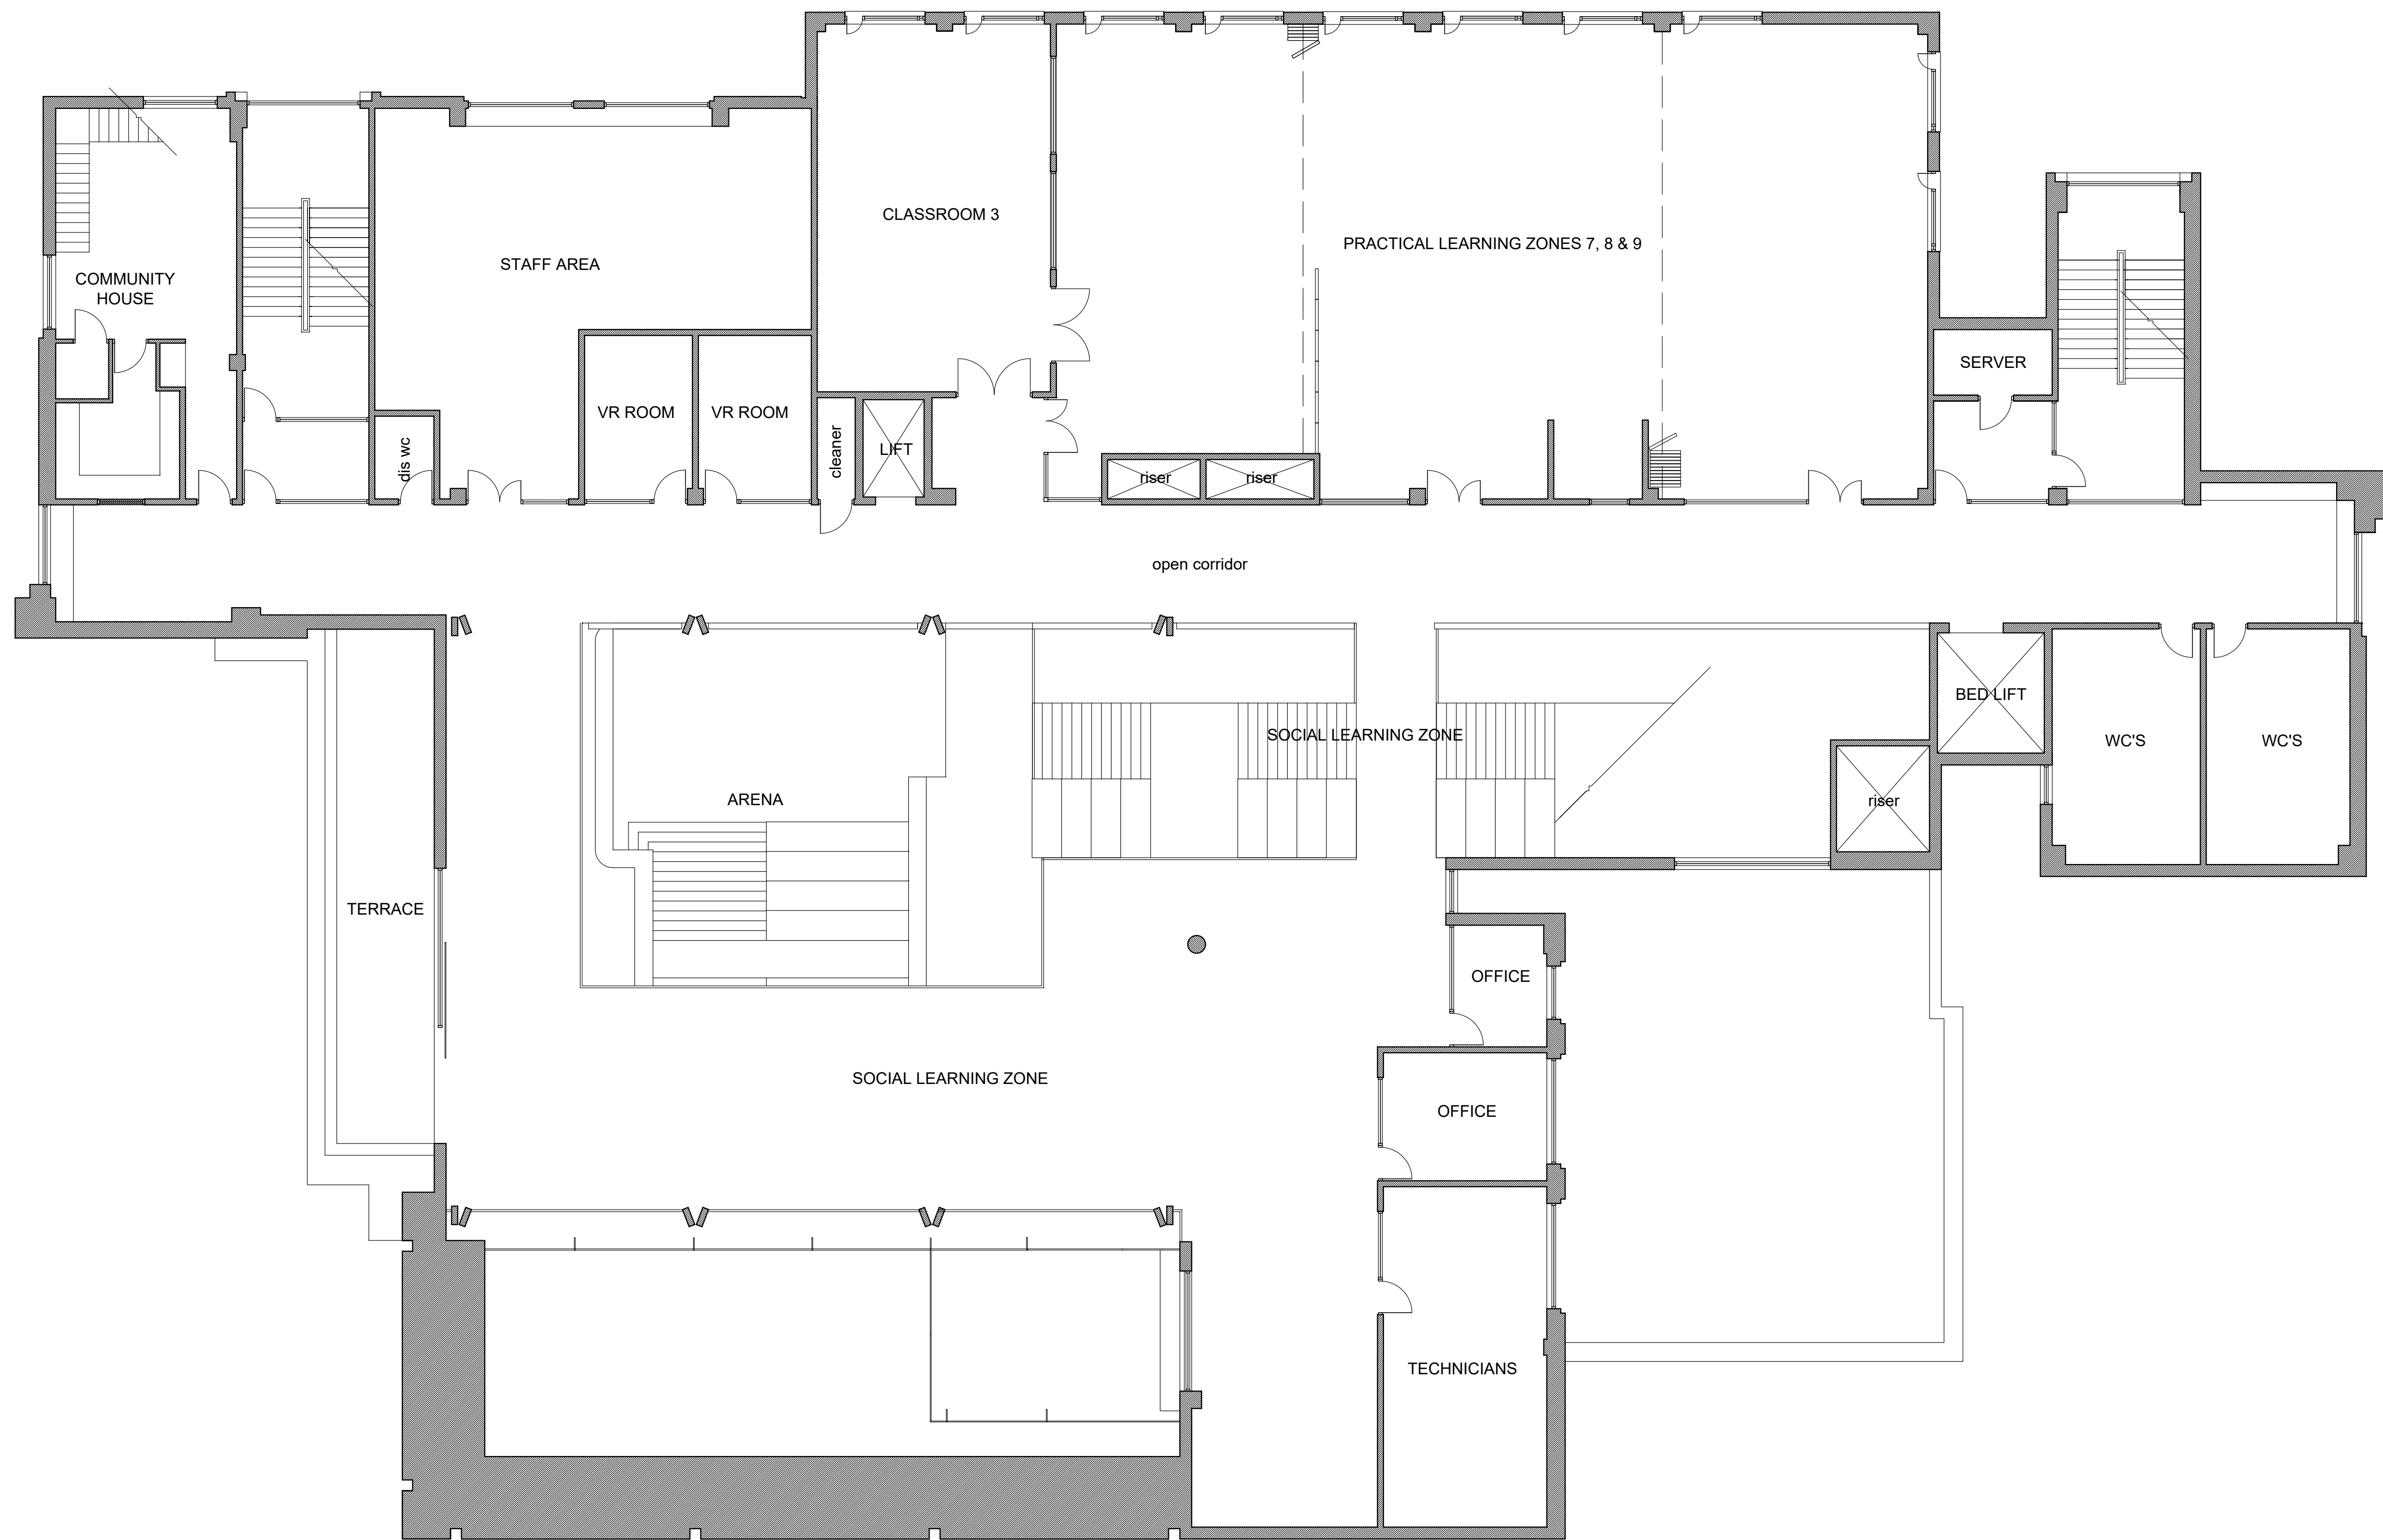 CLASSROOM 3
PRACTICAL LEARNING ZONES 7, 8 & 9
STAFF AREA
COMMUNITY
HOUSE
SERVER
VR ROOM
VR ROOM
cleaner
LIFT
dis wc
riser
riser
open corridor
BED LIFT
SOCIAL LEARNING ZONE
WC'S
WC'S
ARENA
riser
TERRACE
OFFICE
SOCIAL LEARNING ZONE
OFFICE
TECHNICIANS